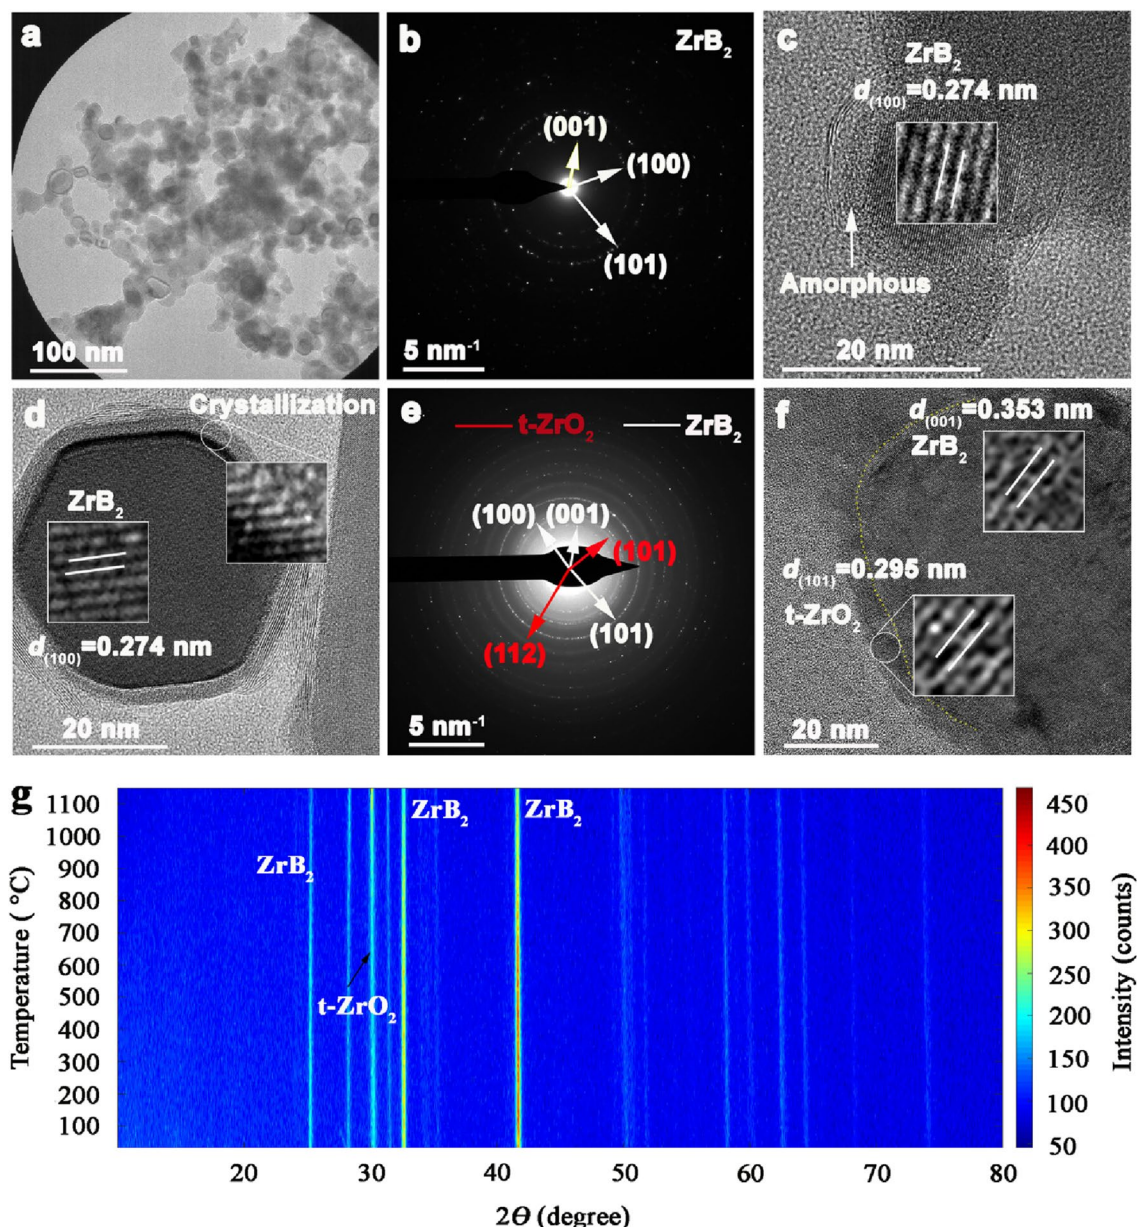 a
100 nm
b
ZrB₂
(001)
(100)
(101)
5 nm⁻¹
c
ZrB₂
d(100)=0.274 nm
Amorphous
20 nm
d
Crystallization
ZrB₂
d(100)=0.274 nm
20 nm
e
t-ZrO₂
ZrB₂
(100)
(001)
(101)
(101)
(112)
5 nm⁻¹
f
d(001)=0.353 nm
ZrB₂
d(101)=0.295 nm
t-ZrO₂
20 nm
g
Temperature ( °C)
1100
1000
900
800
700
600
500
400
300
200
100
ZrB₂
ZrB₂
ZrB₂
t-ZrO₂
20
30
40
50
60
70
80
2Θ (degree)
450
400
350
300
250
200
150
100
50
Intensity (counts)